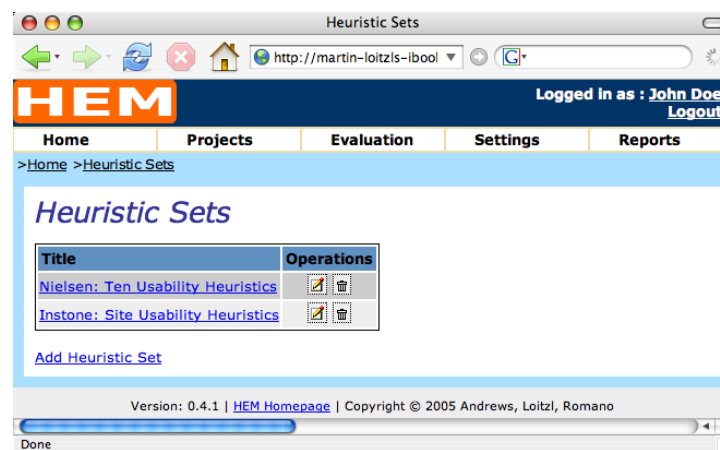 Heuristic Sets
http://martin-loitzls-ibool
G
HEM
Logged in as : John Doe
Logout
Home Projects Evaluation Settings Reports
>Home >Heuristic Sets
Heuristic Sets
Title Operations
Nielsen: Ten Usability Heuristics
Instone: Site Usability Heuristics
Add Heuristic Set
Version: 0.4.1 | HEM Homepage | Copyright © 2005 Andrews, Loitzl, Romano
Done